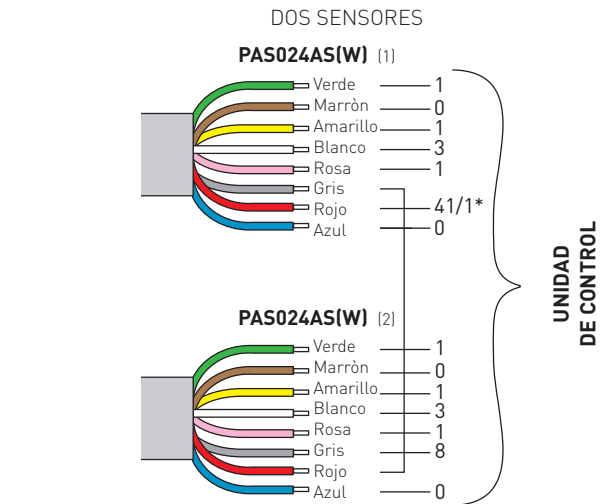 DOS SENSORES
PAS024AS(W) (1)
Verde 1
Marròn 0
Amarillo 1
Blanco 3
Rosa 1
Gris
Rojo 41/1*
Azul 0
UNIDAD
DE CONTROL
PAS024AS(W) (2)
Verde 1
Marròn 0
Amarillo 1
Blanco 3
Rosa 1
Gris 8
Rojo
Azul 0